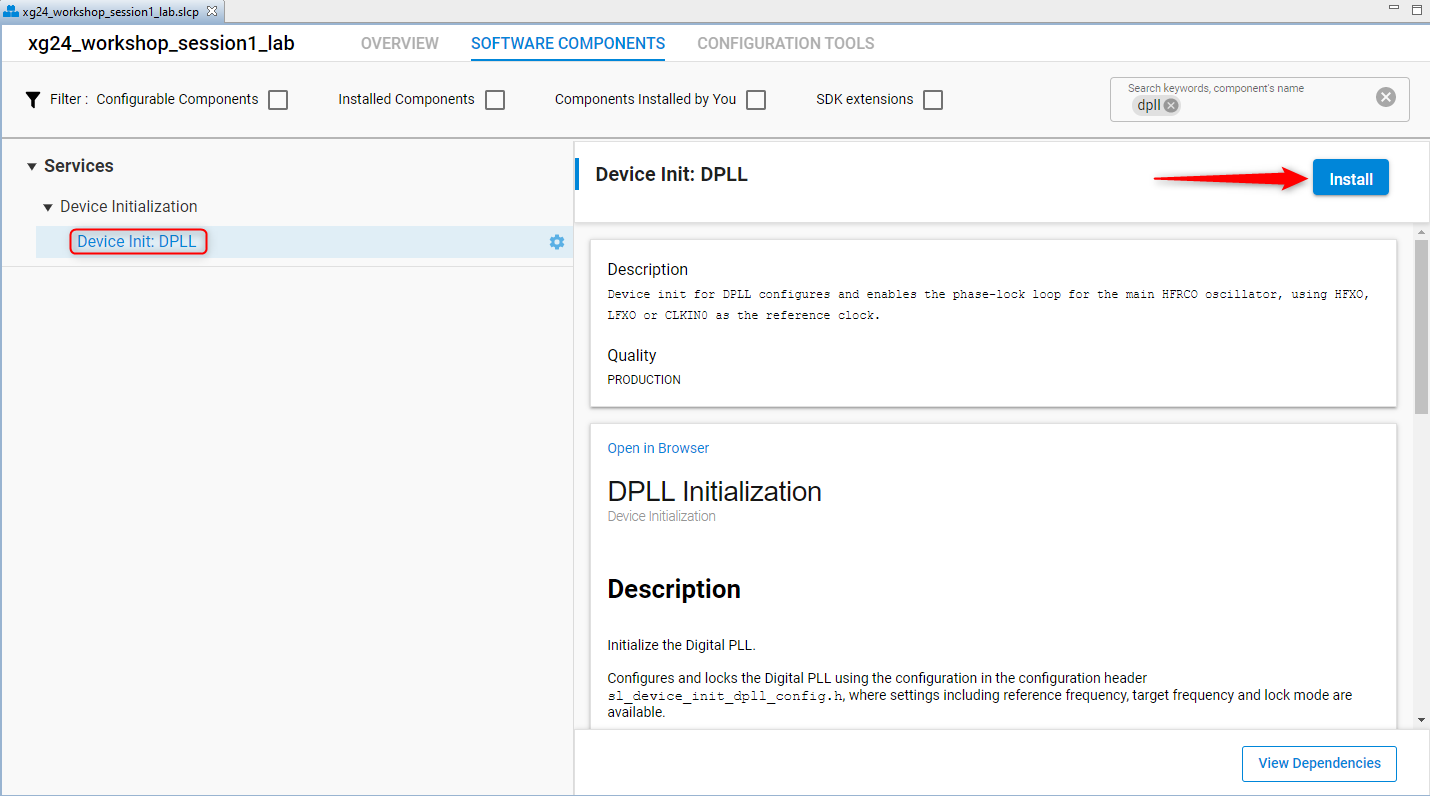 xg24_workshop_session1_lab.slcp
xg24_workshop_session1_lab
OVERVIEW
SOFTWARE COMPONENTS
CONFIGURATION TOOLS
Filter :
Configurable Components
Installed Components
Components Installed by You
SDK extensions
Search keywords, component's name
dpll
Services
Device Initialization
Device Init: DPLL
Device Init: DPLL
Install
Description
Device init for DPLL configures and enables the phase-lock loop for the main HFRCO oscillator, using HFXO,
LFXO or CLKIN0 as the reference clock.
Quality
PRODUCTION
Open in Browser
DPLL Initialization
Device Initialization
Description
Initialize the Digital PLL.
Configures and locks the Digital PLL using the configuration in the configuration header
sl_device_init_dpll_config.h, where settings including reference frequency, target frequency and lock mode are
available.
View Dependencies